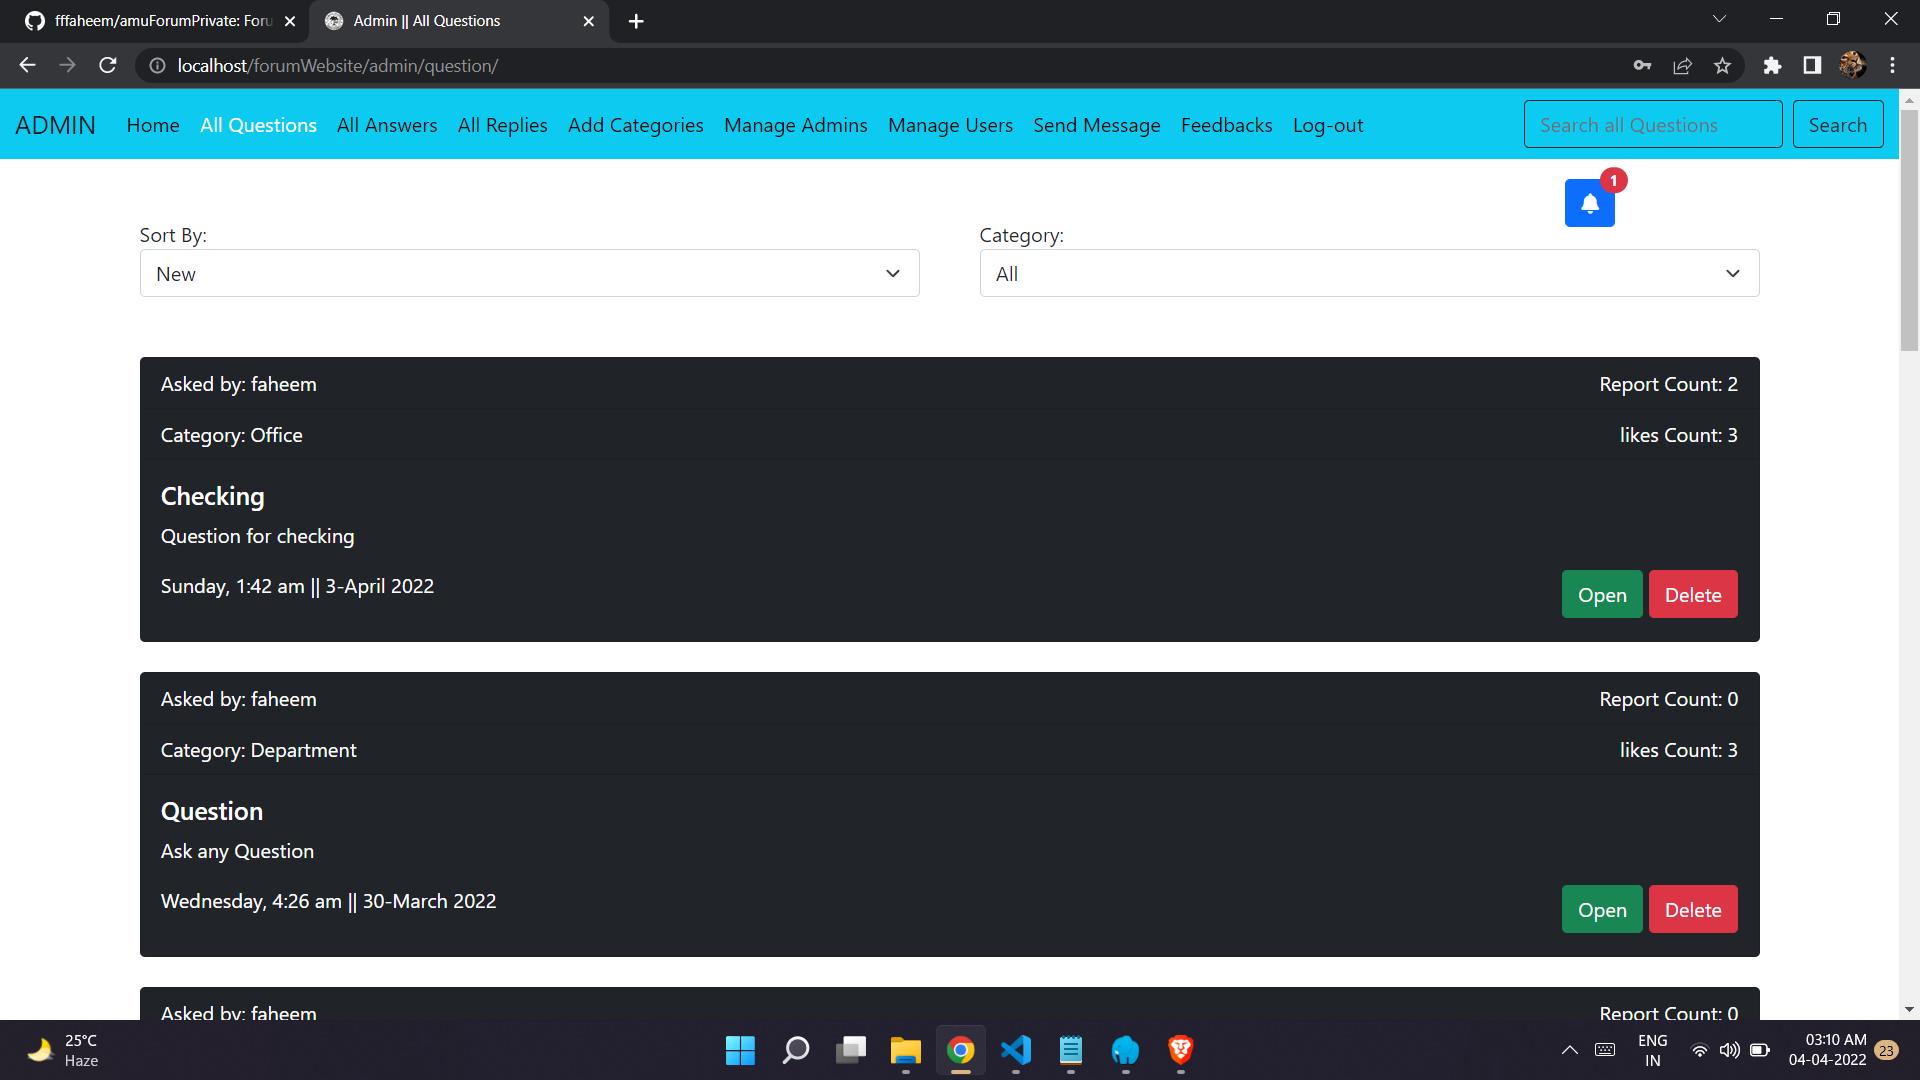 fffaheem/amuForumPrivate: Foru
Admin || All Questions
localhost/forumWebsite/admin/question/
ADMIN Home All Questions All Answers All Replies Add Categories Manage Admins Manage Users Send Message Feedbacks Log-out Search all Questions Search
1
Sort By: Category:
New All
Asked by: faheem Report Count: 2
Category: Office likes Count: 3
Checking
Question for checking
Sunday, 1:42 am || 3-April 2022
Open Delete
Asked by: faheem Report Count: 0
Category: Department likes Count: 3
Question
Ask any Question
Wednesday, 4:26 am || 30-March 2022
Open Delete
Asked by: faheem Report Count: 0
25°C
Haze
ENG
IN
03:10 AM
04-04-2022
23